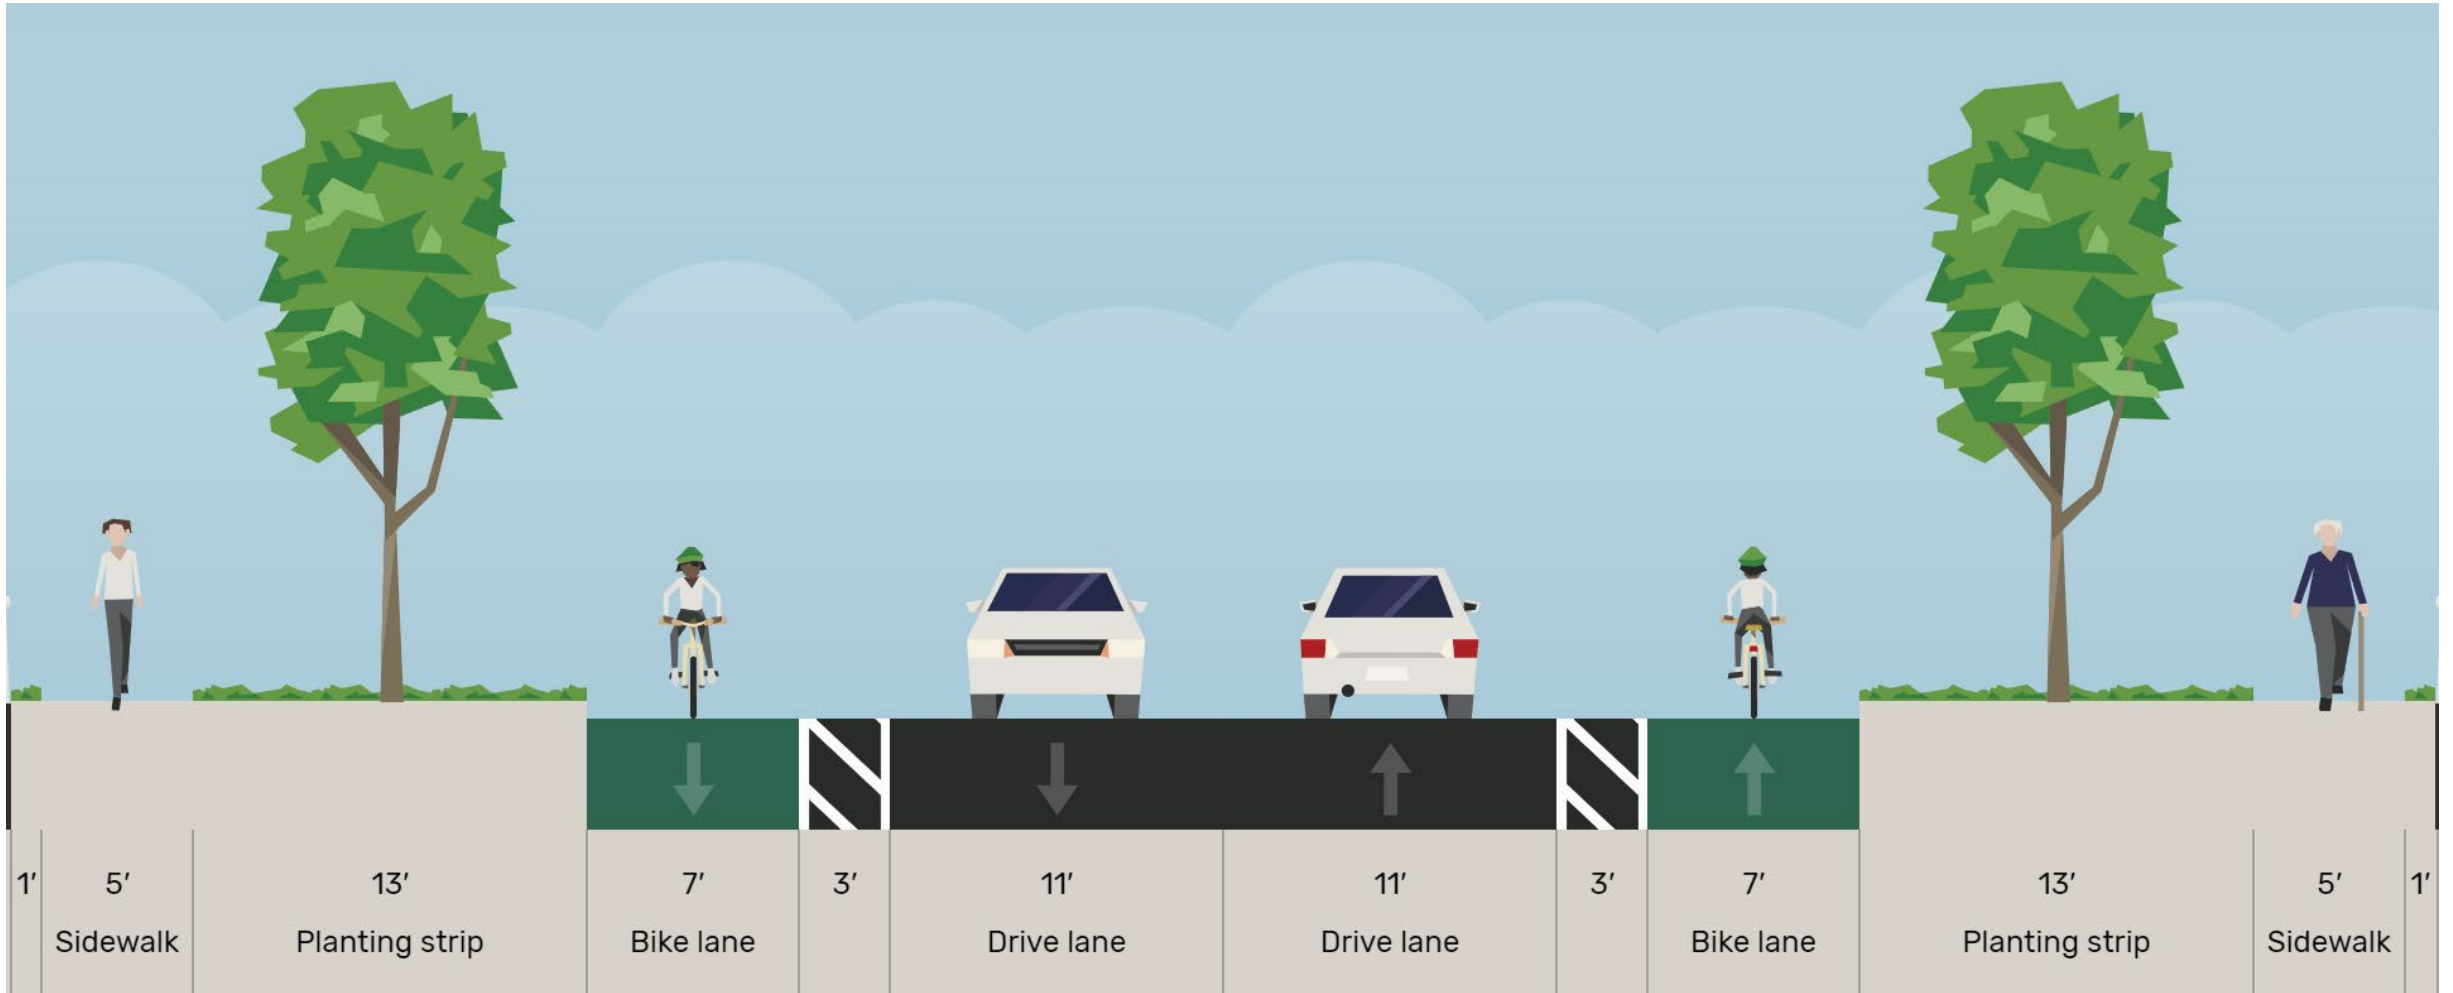 1′ 5′ 13′ 7′ 3′ 11′ 11′ 3′ 7′ 13′ 5′ 1′
Sidewalk Planting strip Bike lane Drive lane Drive lane Bike lane Planting strip Sidewalk